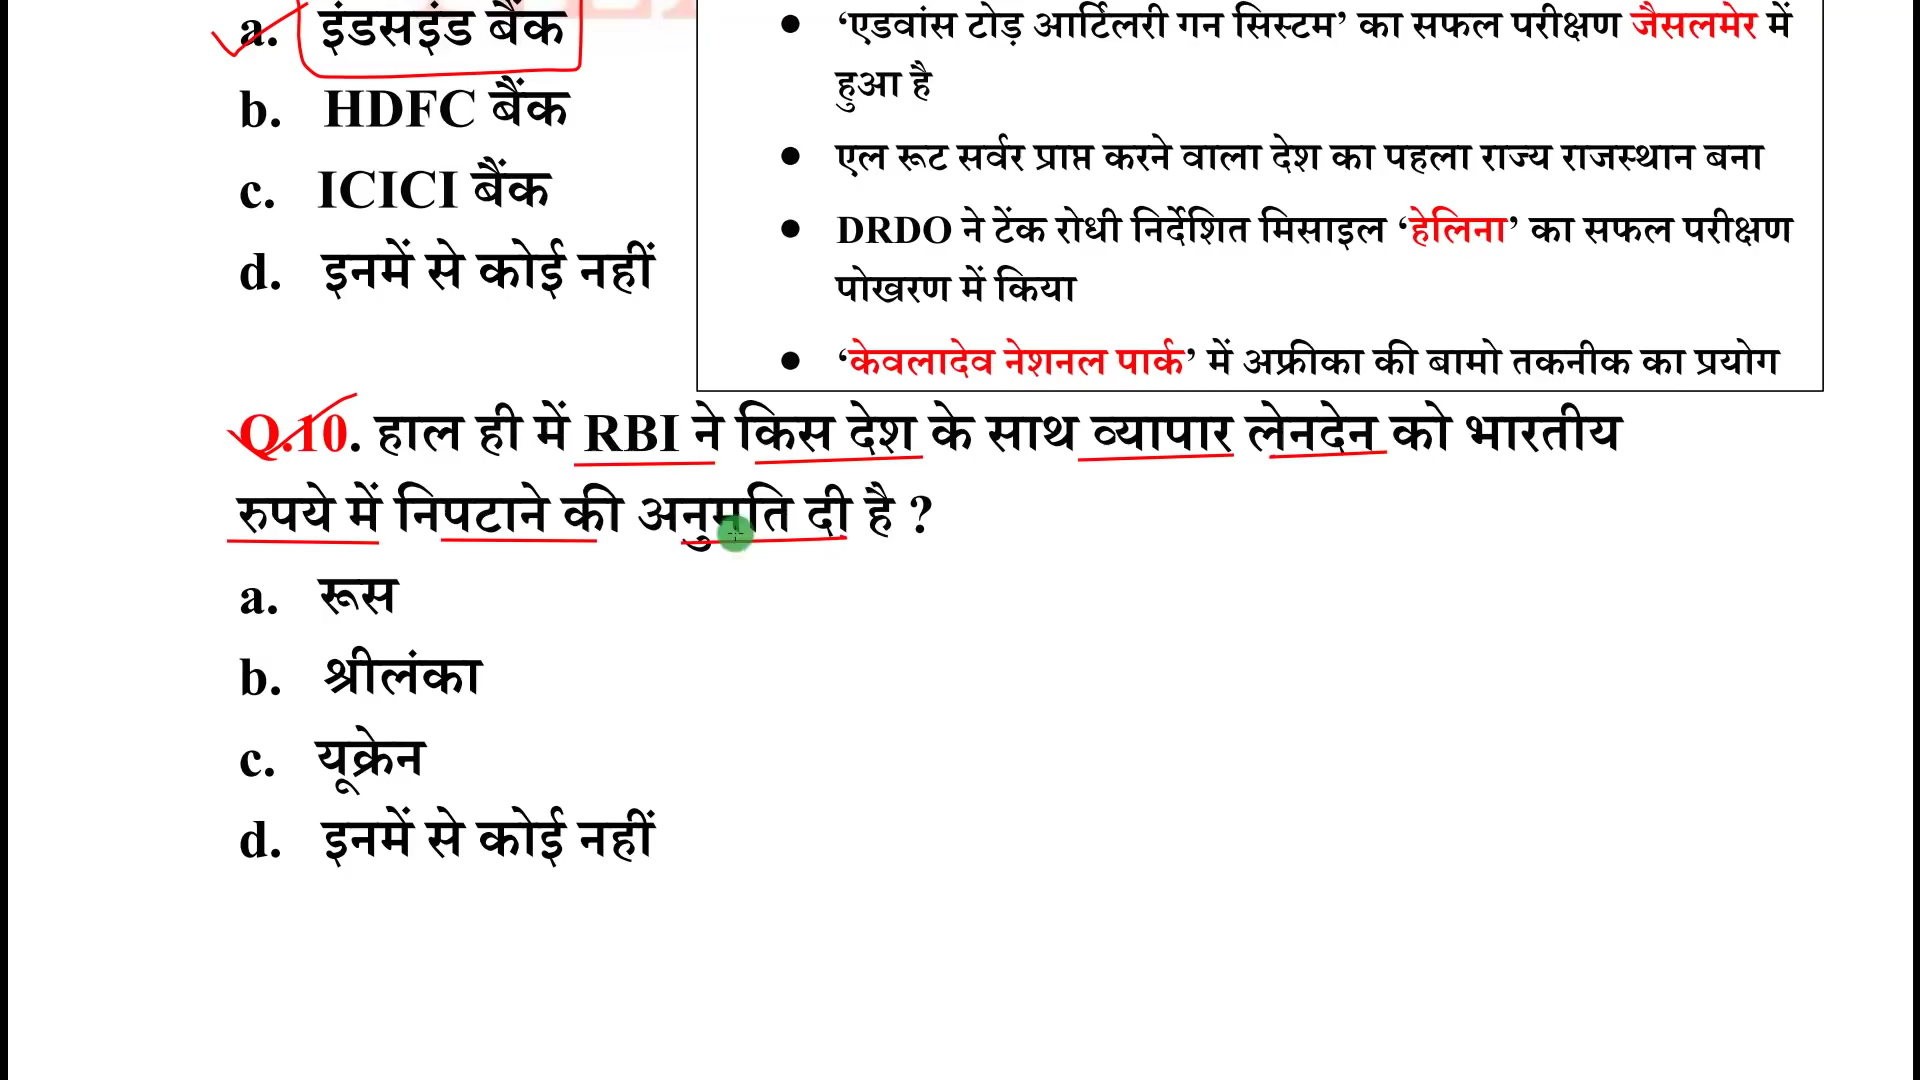 a. इंडसइंड बैंक
b. HDFC बैंक
c. ICICI बैंक
d. इनमें से कोई नहीं
● ‘एडवांस टोड़ आर्टिलरी गन सिस्टम’ का सफल परीक्षण जैसलमेर में
हुआ है
● एल रूट सर्वर प्राप्त करने वाला देश का पहला राज्य राजस्थान बना
● DRDO ने टेंक रोधी निर्देशित मिसाइल ‘हेलिना’ का सफल परीक्षण
पोखरण में किया
● ‘केवलादेव नेशनल पार्क’ में अफ्रीका की बामो तकनीक का प्रयोग
Q.10. हाल ही में RBI ने किस देश के साथ व्यापार लेनदेन को भारतीय
रुपये में निपटाने की अनुमति दी है ?
a. रूस
b. श्रीलंका
c. यूक्रेन
d. इनमें से कोई नहीं